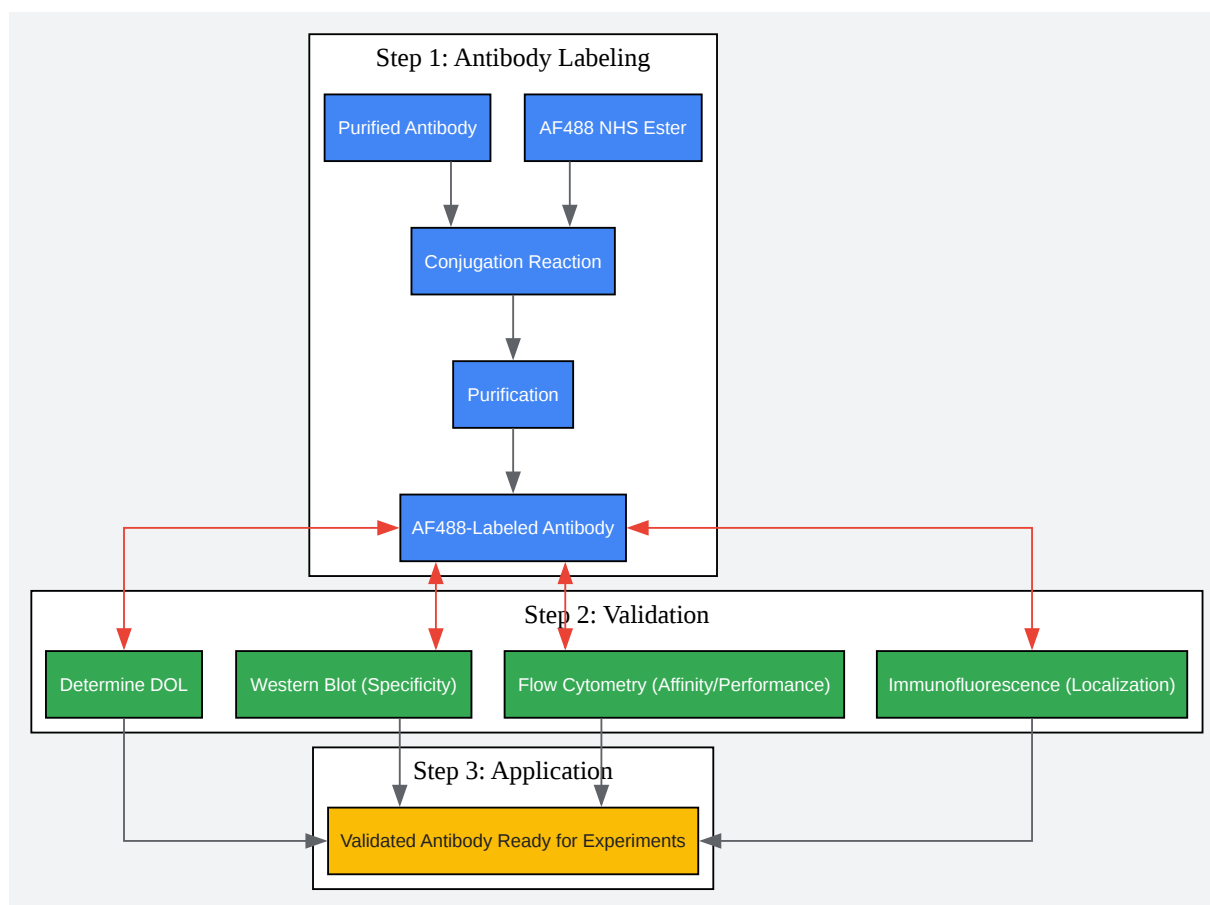 Step 1: Antibody Labeling
Purified Antibody
AF488 NHS Ester
Conjugation Reaction
Purification
AF488-Labeled Antibody
Step 2: Validation
Determine DOL
Western Blot (Specificity)
Flow Cytometry (Affinity/Performance)
Immunofluorescence (Localization)
Step 3: Application
Validated Antibody Ready for Experiments